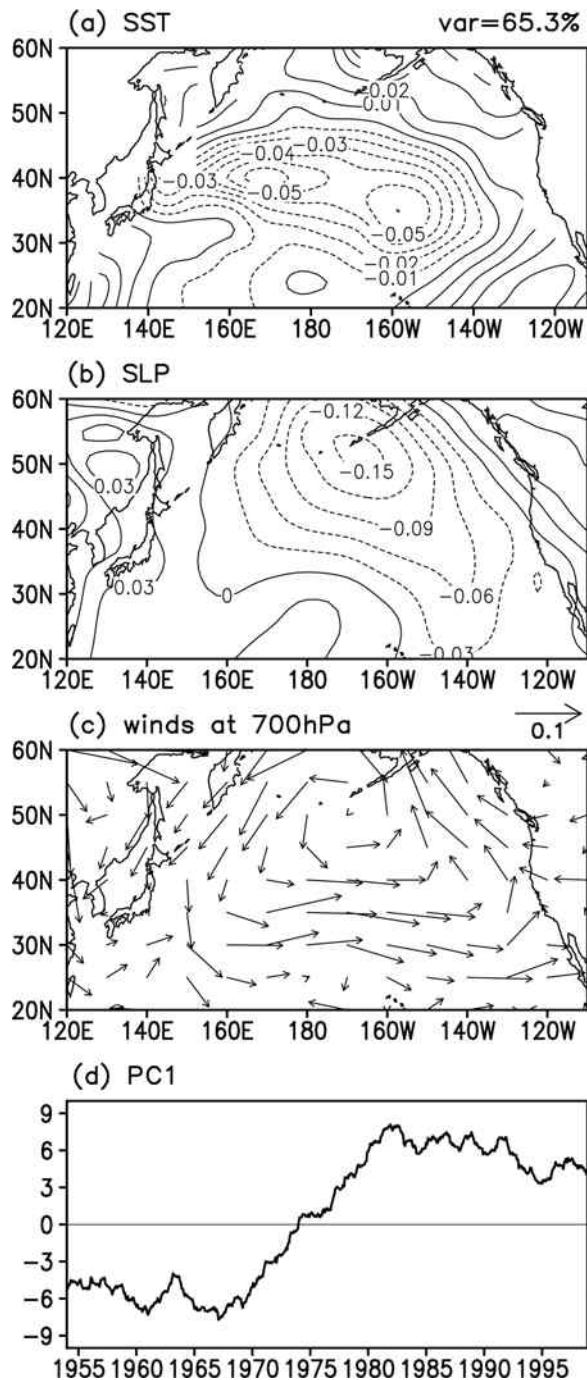 (a) SST var=65.3%
60N
50N
40N
30N
20N
0.02
0.01
−0.03
−0.04
−0.03
−0.05
−0.05
−0.02
−0.01
120E 140E 160E 180 160W 140W 120W
(b) SLP
60N
50N
40N
30N
20N
−0.12
−0.15
0.03
−0.09
0.03
0
−0.06
−0.03
120E 140E 160E 180 160W 140W 120W
(c) winds at 700hPa
0.1
60N
50N
40N
30N
20N
120E 140E 160E 180 160W 140W 120W
(d) PC1
9
6
3
0
−3
−6
−9
1955 1960 1965 1970 1975 1980 1985 1990 1995